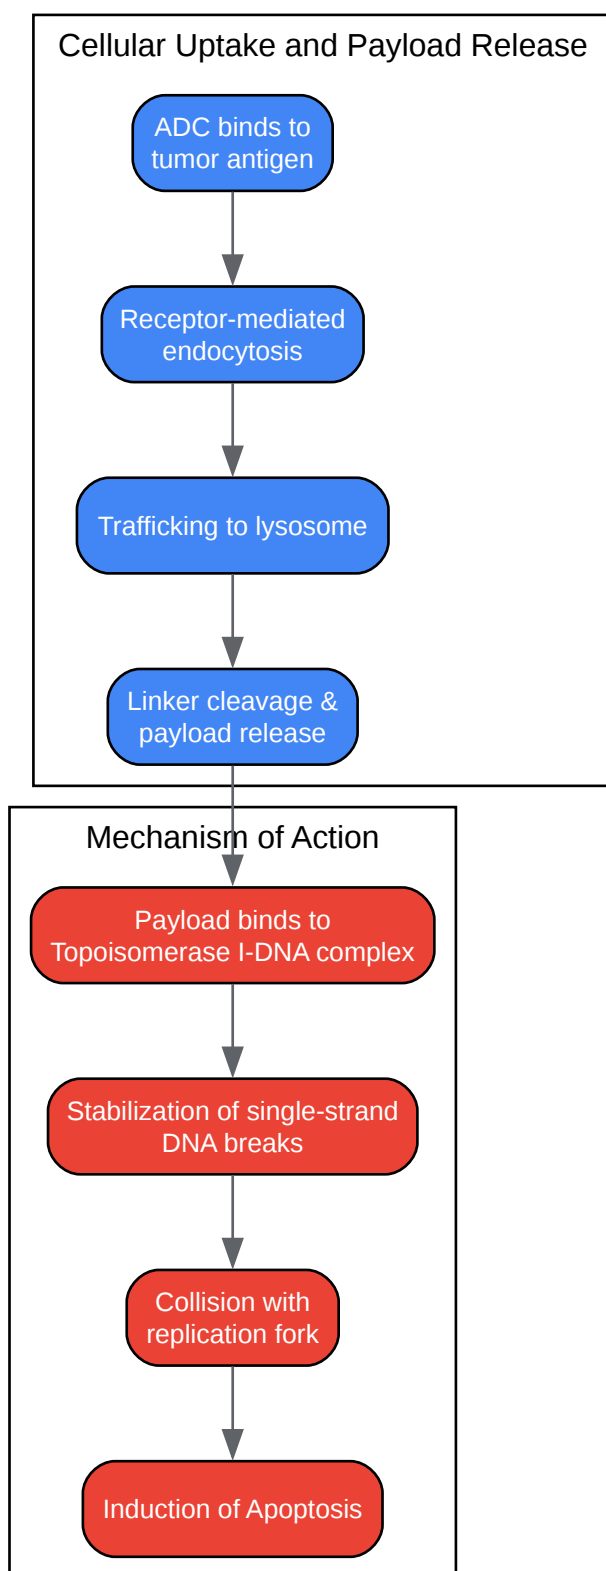 Cellular Uptake and Payload Release
ADC binds to
tumor antigen
Receptor-mediated
endocytosis
Trafficking to lysosome
Linker cleavage &
payload release
Mechanism of Action
Payload binds to
Topoisomerase I-DNA complex
Stabilization of single-strand
DNA breaks
Collision with
replication fork
Induction of Apoptosis